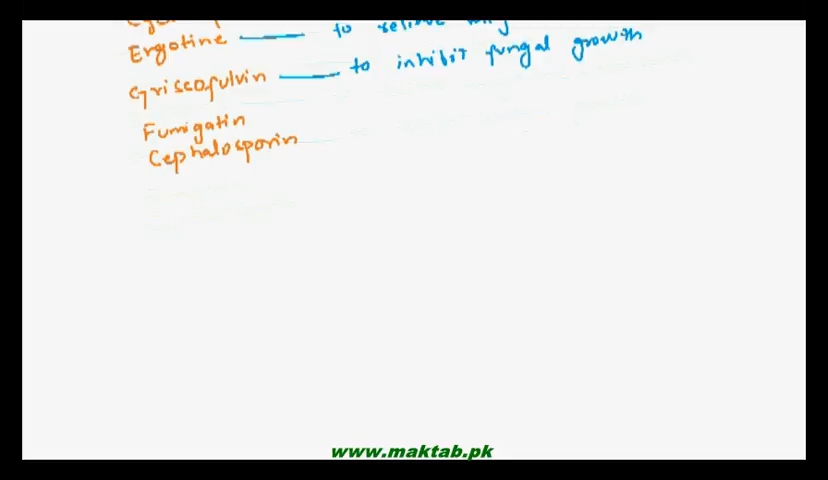 Ergotine — to relieve
Griseofulvin — to inhibit fungal growth
Fumigatin
Cephalosporin
www.maktab.pk